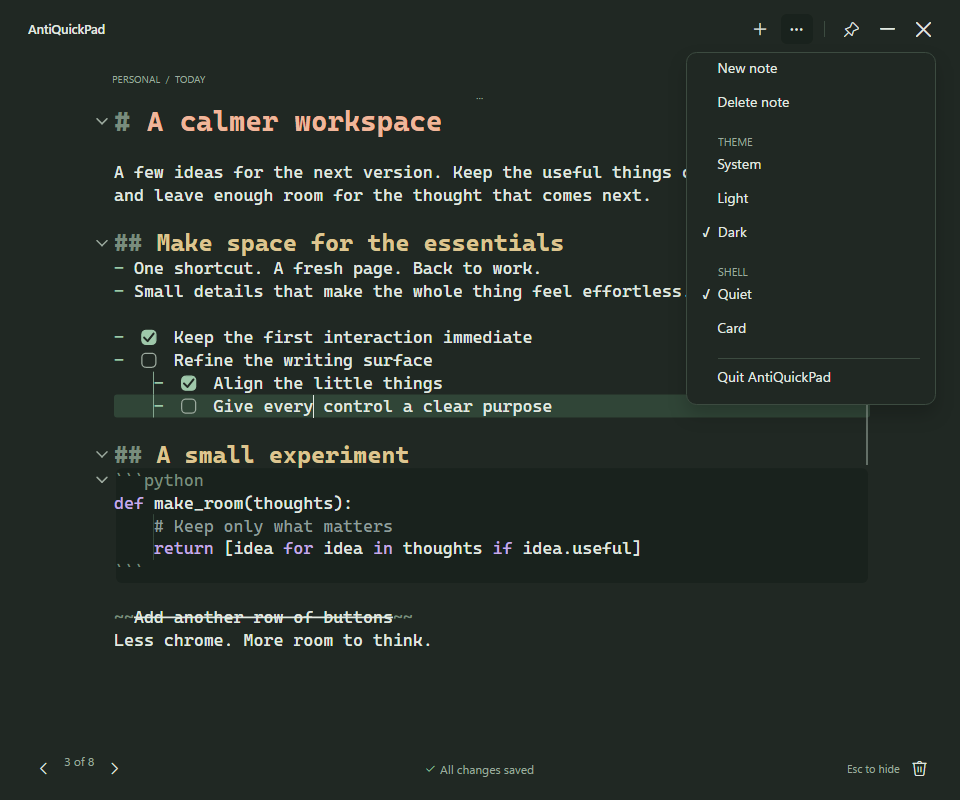 AntiQuickPad
PERSONAL / TODAY
# A calmer workspace
A few ideas for the next version. Keep the useful things
and leave enough room for the thought that comes next.
## Make space for the essentials
- One shortcut. A fresh page. Back to work.
- Small details that make the whole thing feel effortless.
- Keep the first interaction immediate
- Refine the writing surface
- Align the little things
- Give every control a clear purpose
## A small experiment
```python
def make_room(thoughts):
# Keep only what matters
return [idea for idea in thoughts if idea.useful]
```
~~Add another row of buttons~~
Less chrome. More room to think.
New note
Delete note
THEME
System
Light
✓ Dark
SHELL
✓ Quiet
Card
Quit AntiQuickPad
3 of 8
✓ All changes saved
Esc to hide